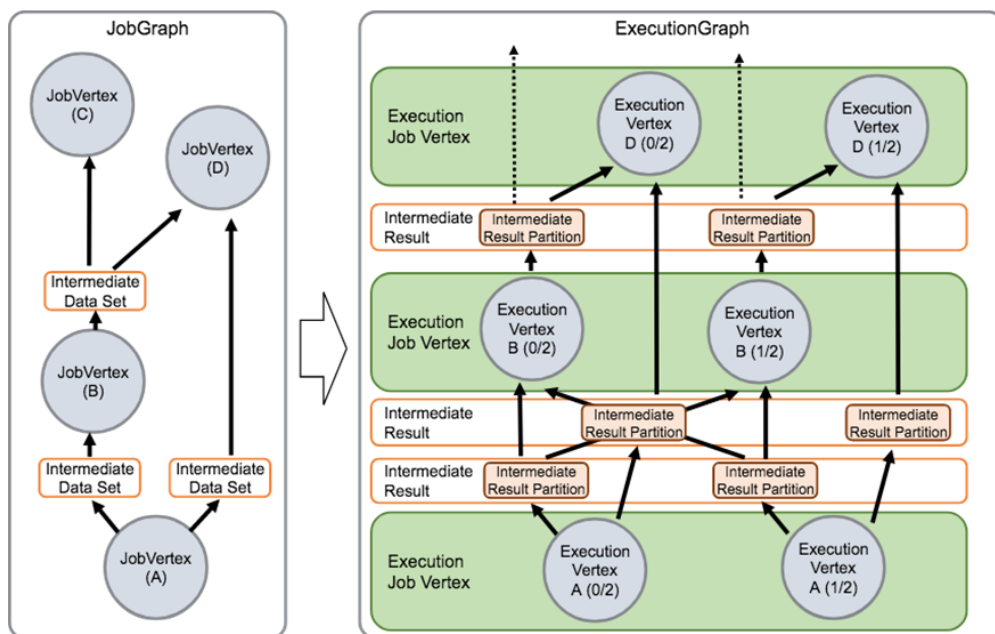 JobGraph
JobVertex
(C)
JobVertex
(D)
Intermediate
Data Set
JobVertex
(B)
Intermediate
Data Set
Intermediate
Data Set
JobVertex
(A)
ExecutionGraph
Execution
Job Vertex
Execution
Vertex
D (0/2)
Execution
Vertex
D (1/2)
Intermediate
Result
Intermediate
Result Partition
Intermediate
Result Partition
Execution
Job Vertex
Execution
Vertex
B (0/2)
Execution
Vertex
B (1/2)
Intermediate
Result
Intermediate
Result Partition
Intermediate
Result Partition
Intermediate
Result
Intermediate
Result Partition
Intermediate
Result Partition
Execution
Job Vertex
Execution
Vertex
A (0/2)
Execution
Vertex
A (1/2)